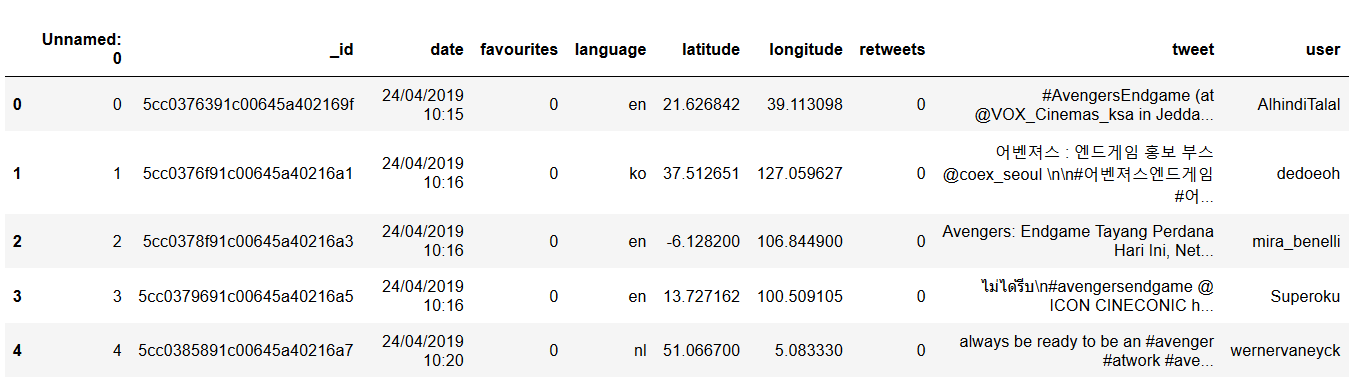 Unnamed: 0 _id date favourites language latitude longitude retweets tweet user
0 0 5cc0376391c00645a402169f 24/04/2019 10:15 0 en 21.626842 39.113098 0 #AvengersEndgame (at @VOX_Cinemas_ksa in Jedda... AlhindiTalal
1 1 5cc0376f91c00645a40216a1 24/04/2019 10:16 0 ko 37.512651 127.059627 0 어벤져스 : 엔드게임 홍보 부스 @coex_seoul \n\n#어벤져스엔드게임 #어... dedoeoh
2 2 5cc0378f91c00645a40216a3 24/04/2019 10:16 0 en -6.128200 106.844900 0 Avengers: Endgame Tayang Perdana Hari Ini, Net... mira_benelli
3 3 5cc0379691c00645a40216a5 24/04/2019 10:16 0 en 13.727162 100.509105 0 ไม่ได้รีบ\n#avengersendgame @ ICON CINECONIC h... Superoku
4 4 5cc0385891c00645a40216a7 24/04/2019 10:20 0 nl 51.066700 5.083330 0 always be ready to be an #avenger #atwork #ave... wernervaneyck